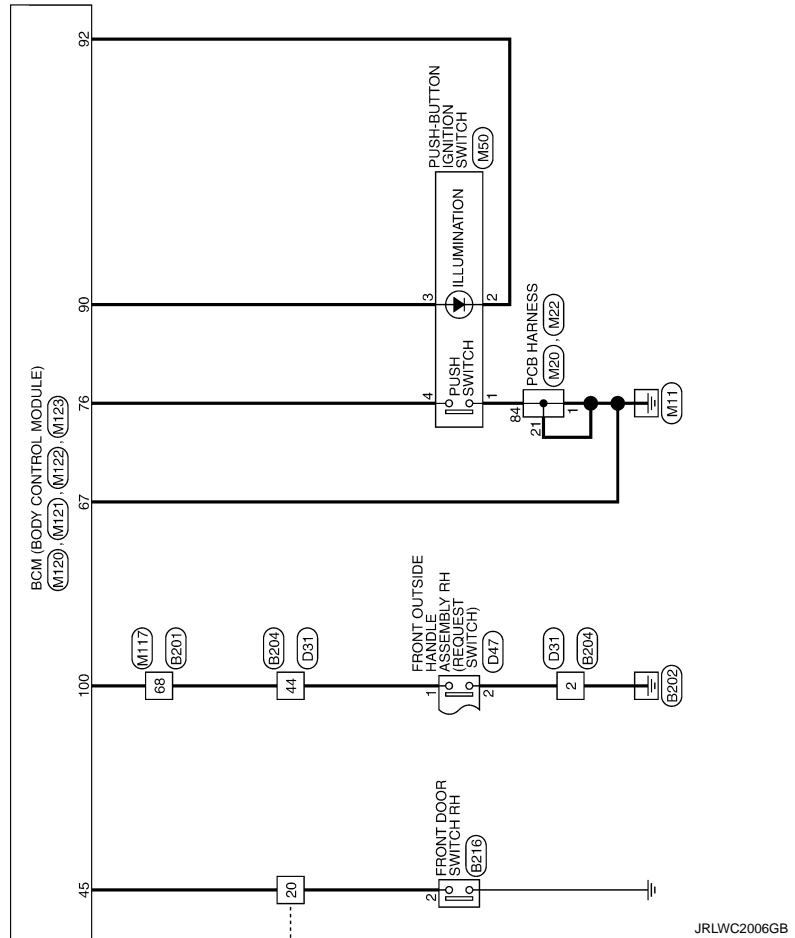 BCM (BODY CONTROL MODULE)
M120 , M121 , M122 , M123
45
100
67
76
90
92
M117
B201
68
B204
D31
20
44
FRONT DOOR
SWITCH RH
B216
2
FRONT OUTSIDE
HANDLE
ASSEMBLY RH
(REQUEST
SWITCH)
D47
1
2
PUSH-BUTTON
IGNITION
SWITCH
M50
4
3
PUSH
SWITCH
ILLUMINATION
1
2
PCB HARNESS
M20 , M22
84
21
1
D31
B204
2
B202
M11
JRLWC2006GB